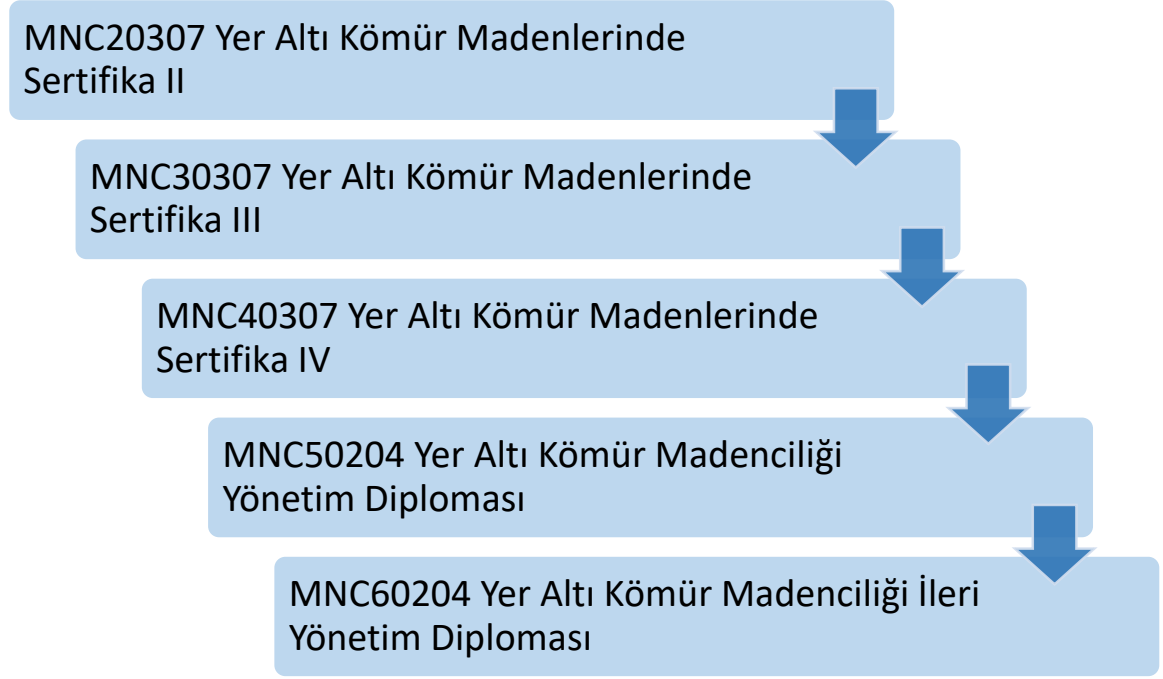 MNC20307 Yer Altı Kömür Madenlerinde
Sertifika II
MNC30307 Yer Altı Kömür Madenlerinde
Sertifika III
MNC40307 Yer Altı Kömür Madenlerinde
Sertifika IV
MNC50204 Yer Altı Kömür Madenciliği
Yönetim Diploması
MNC60204 Yer Altı Kömür Madenciliği İleri
Yönetim Diploması